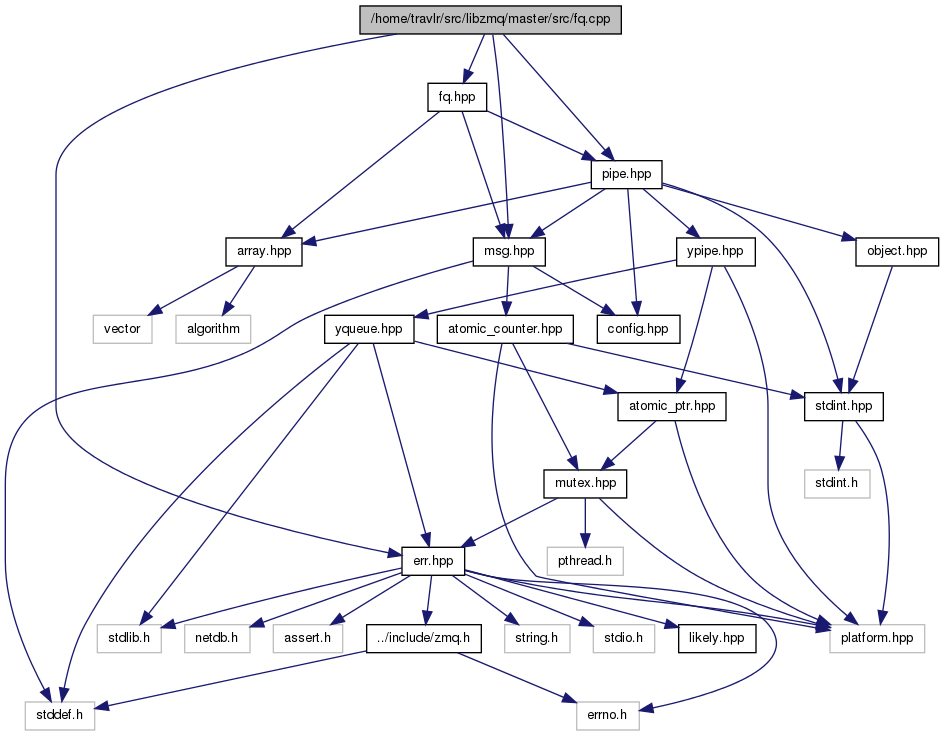 /home/travlr/src/libzmq/master/src/fq.cpp
fq.hpp
pipe.hpp
array.hpp
msg.hpp
ypipe.hpp
object.hpp
vector
algorithm
yqueue.hpp
atomic_counter.hpp
config.hpp
atomic_ptr.hpp
stdint.hpp
mutex.hpp
stdint.h
err.hpp
pthread.h
stdlib.h
netdb.h
assert.h
../include/zmq.h
string.h
stdio.h
likely.hpp
platform.hpp
stddef.h
errno.h